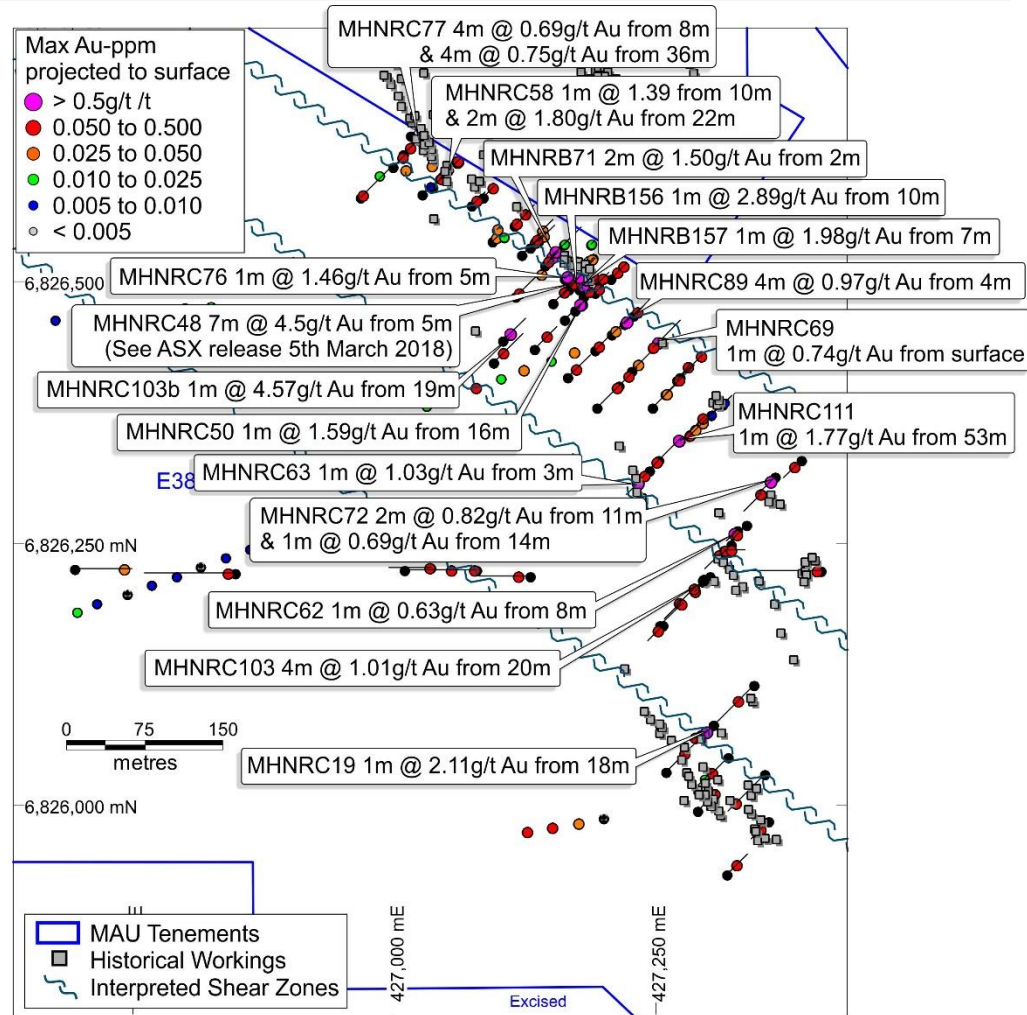 Max Au-ppm
projected to surface
> 0.5g/t /t
0.050 to 0.500
0.025 to 0.050
0.010 to 0.025
0.005 to 0.010
< 0.005
MHNRC77 4m @ 0.69g/t Au from 8m
& 4m @ 0.75g/t Au from 36m
MHNRC58 1m @ 1.39 from 10m
& 2m @ 1.80g/t Au from 22m
MHNRB71 2m @ 1.50g/t Au from 2m
MHNRB156 1m @ 2.89g/t Au from 10m
MHNRB157 1m @ 1.98g/t Au from 7m
MHNRC76 1m @ 1.46g/t Au from 5m
MHNRC89 4m @ 0.97g/t Au from 4m
6,826,500
MHNRC48 7m @ 4.5g/t Au from 5m
(See ASX release 5th March 2018)
MHNRC69
1m @ 0.74g/t Au from surface
MHNRC103b 1m @ 4.57g/t Au from 19m
MHNRC111
1m @ 1.77g/t Au from 53m
MHNRC50 1m @ 1.59g/t Au from 16m
E38
MHNRC63 1m @ 1.03g/t Au from 3m
MHNRC72 2m @ 0.82g/t Au from 11m
& 1m @ 0.69g/t Au from 14m
6,826,250 mN
MHNRC62 1m @ 0.63g/t Au from 8m
MHNRC103 4m @ 1.01g/t Au from 20m
0 75 150
metres
MHNRC19 1m @ 2.11g/t Au from 18m
6,826,000 mN
427,000 mE
427,250 mE
MAU Tenements
Historical Workings
Interpreted Shear Zones
Excised